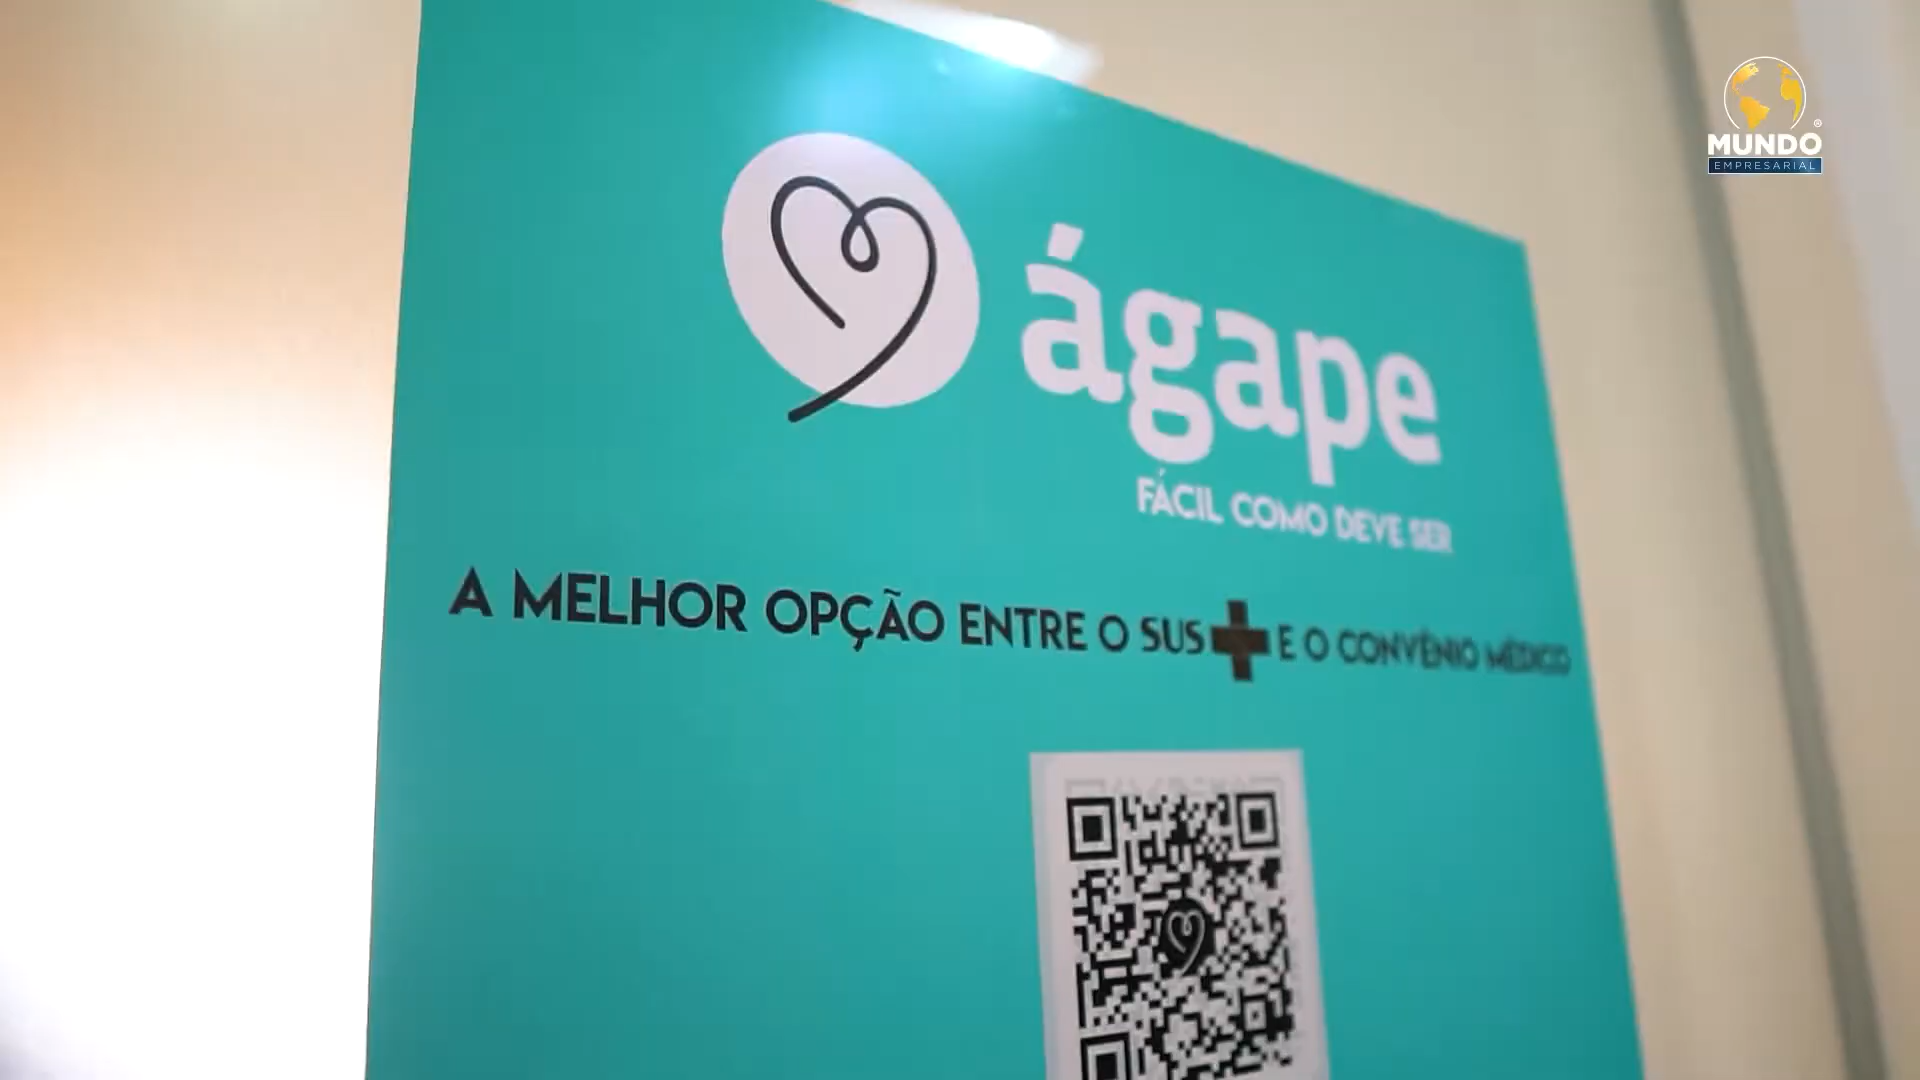 MUNDO
EMPRESARIAL
ágape
FÁCIL COMO DEVE SER
A MELHOR OPÇÃO ENTRE O SUS E O CONVÊNIO MÉDICO